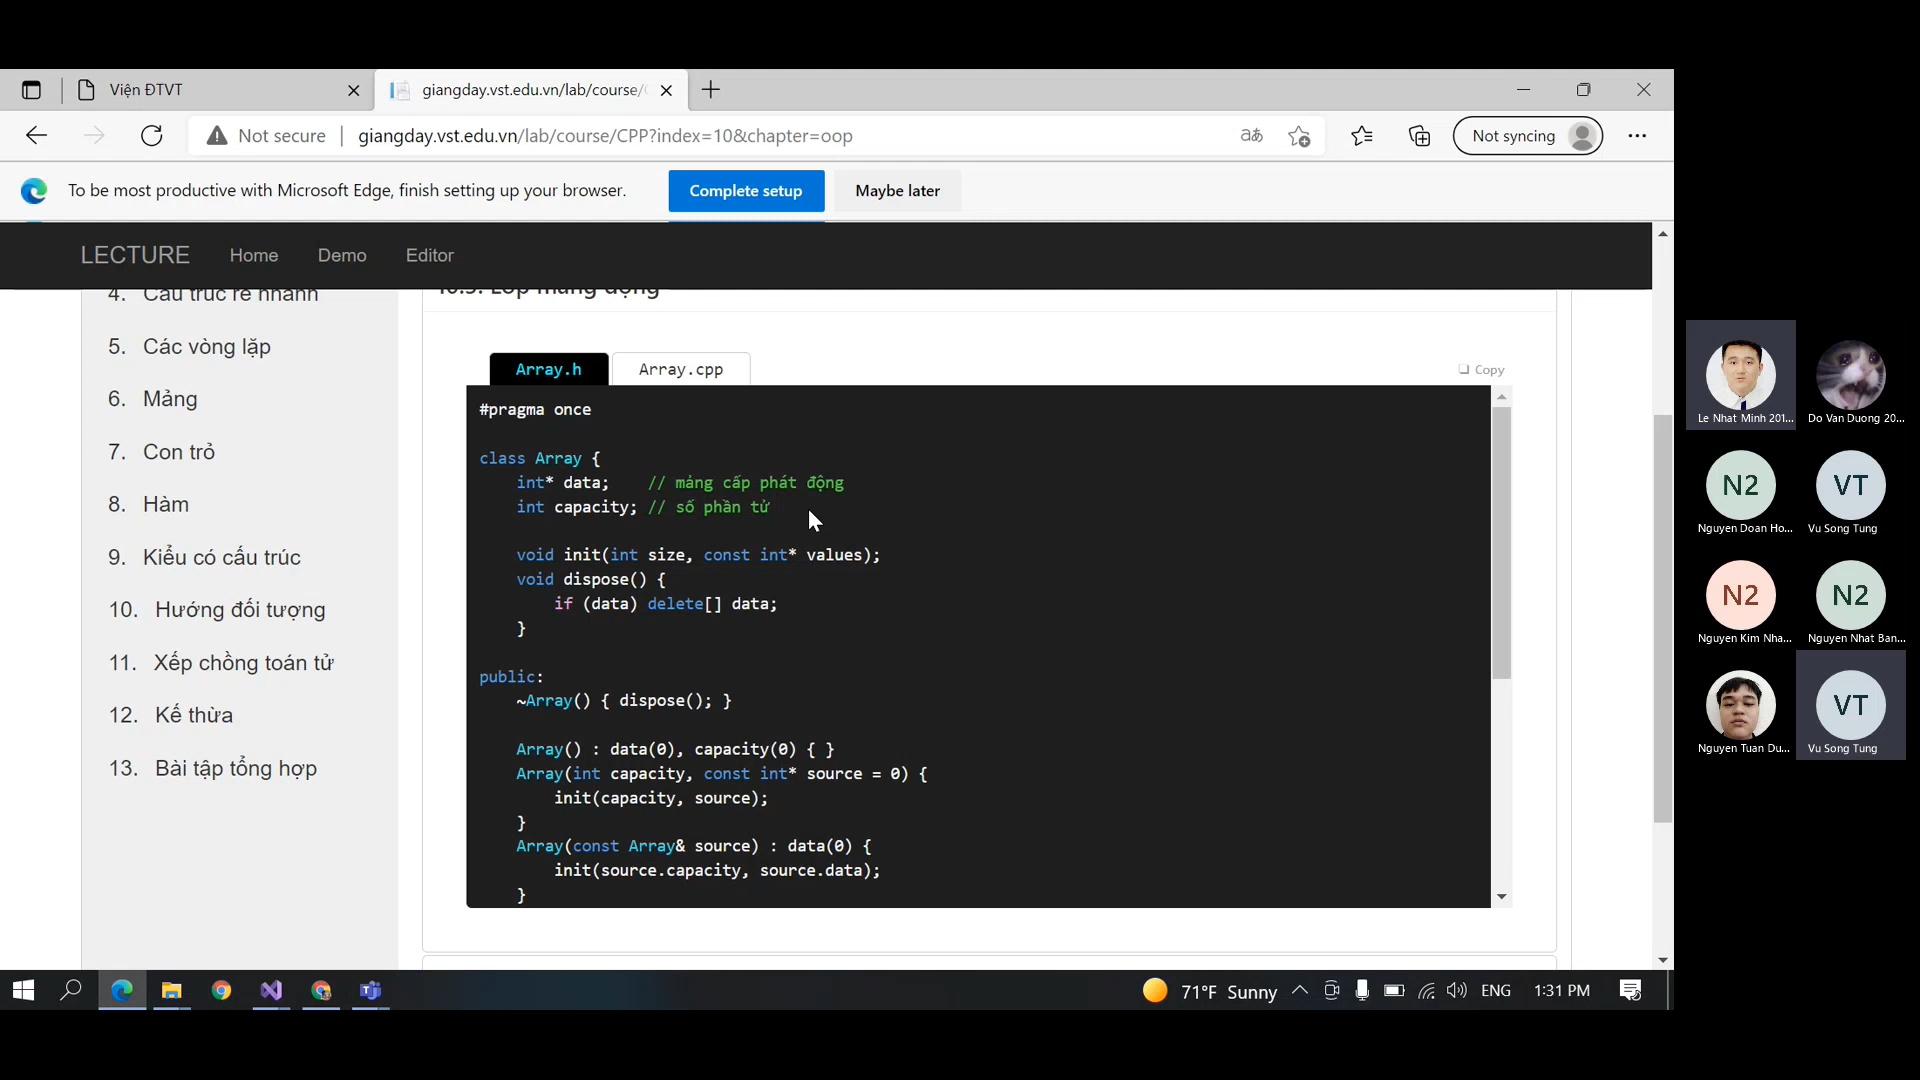 Viện ĐTVT
giangday.vst.edu.vn/lab/course/
Not secure
giangday.vst.edu.vn/lab/course/CPP?index=10&chapter=oop
Not syncing
To be most productive with Microsoft Edge, finish setting up your browser.
Complete setup
Maybe later
LECTURE
Home
Demo
Editor
4. Cấu trúc rẽ nhánh
5. Các vòng lặp
6. Mảng
7. Con trỏ
8. Hàm
9. Kiểu có cấu trúc
10. Hướng đối tượng
11. Xếp chồng toán tử
12. Kế thừa
13. Bài tập tổng hợp
Lớp mảng động
Array.h
Array.cpp
Copy
#pragma once
class Array {
int* data; // mảng cấp phát động
int capacity; // số phần tử
void init(int size, const int* values);
void dispose() {
if (data) delete[] data;
}
public:
~Array() { dispose(); }
Array() : data(0), capacity(0) { }
Array(int capacity, const int* source = 0) {
init(capacity, source);
}
Array(const Array& source) : data(0) {
init(source.capacity, source.data);
}
Le Nhat Minh 201...
Do Van Duong 20...
N2
Nguyen Doan Ho...
VT
Vu Song Tung
N2
Nguyen Kim Nha...
N2
Nguyen Nhat Ban...
Nguyen Tuan Du...
VT
Vu Song Tung
71°F Sunny
ENG
1:31 PM